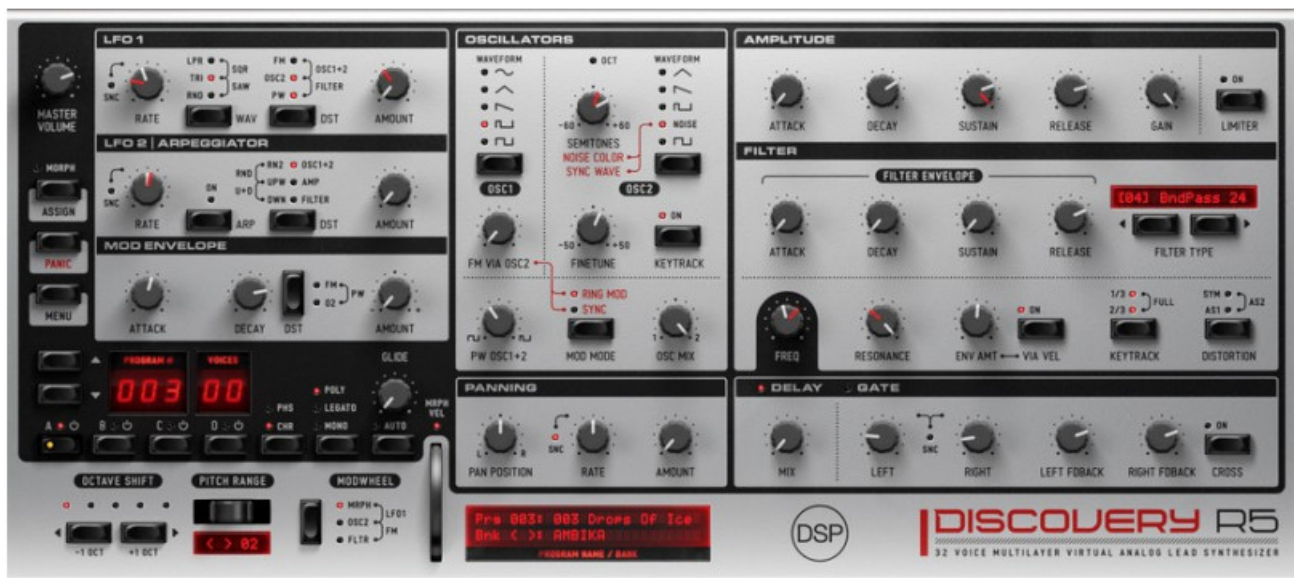 LFO 1
LPR
TRI
RND
SQR
SAW
FM
OSC2
PW
OSC1+2
FILTER
SNC
RATE
WAV
DST
AMOUNT
MASTER
VOLUME
LFO 2 | ARPEGGIATOR
MORPH
ASSIGN
PANIC
MENU
SNC
RATE
ON
ARP
RND
U+D
RN2
UPW
DWN
OSC1+2
AMP
FILTER
DST
AMOUNT
MOD ENVELOPE
ATTACK
DECAY
DST
FM
O2
PW
AMOUNT
PROGRAM
VOICES
003
00
GLIDE
PHS
CHR
POLY
LEGATO
MONO
AUTO
MRPH
VEL
A
B
C
D
OCTAVE SHIFT
-1 OCT
+1 OCT
PITCH RANGE
< > 02
MODWHEEL
MRPH
OSC2
FLTR
LFO1
FM
OSCILLATORS
WAVEFORM
OCT
WAVEFORM
NOISE
-60
+60
SEMITONES
NOISE COLOR
SYNC WAVE
OSC1
OSC2
FM VIA OSC2
-50
+50
FINETUNE
ON
KEYTRACK
RING MOD
SYNC
PW OSC1+2
MOD MODE
1
2
OSC MIX
PANNING
L
R
PAN POSITION
SNC
RATE
AMOUNT
AMPLITUDE
ATTACK
DECAY
SUSTAIN
RELEASE
GAIN
ON
LIMITER
FILTER
FILTER ENVELOPE
ATTACK
DECAY
SUSTAIN
RELEASE
[04] BndPass 24
FILTER TYPE
FREQ
RESONANCE
ENV AMT
ON
VIA VEL
1/3
2/3
FULL
KEYTRACK
SYM
AS1
AS2
DISTORTION
DELAY
GATE
MIX
LEFT
SNC
RIGHT
LEFT FDBACK
RIGHT FDBACK
ON
CROSS
Prg 003: 003 Drops Of Ice
Bnk < >: AMBIKA
PROGRAM NAME / BANK
DSP
DISCOVERY R5
32 VOICE MULTILAYER VIRTUAL ANALOG LEAD SYNTHESIZER